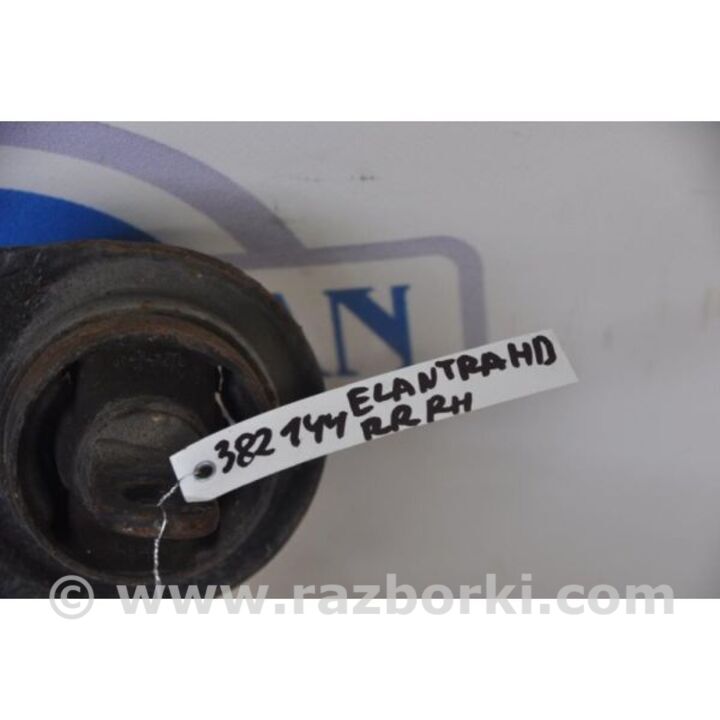 AN
382144 ELANTRA HD
RR RH
© www.razborki.com